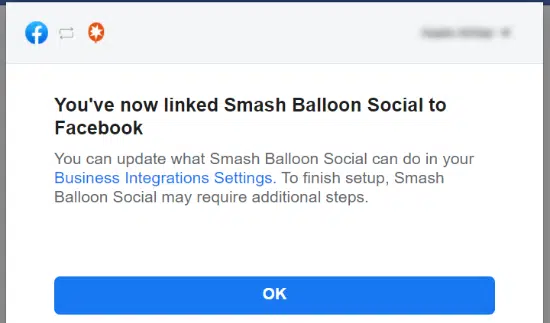 You've now linked Smash Balloon Social to
Facebook
You can update what Smash Balloon Social can do in your
Business Integrations Settings. To finish setup, Smash
Balloon Social may require additional steps.
OK